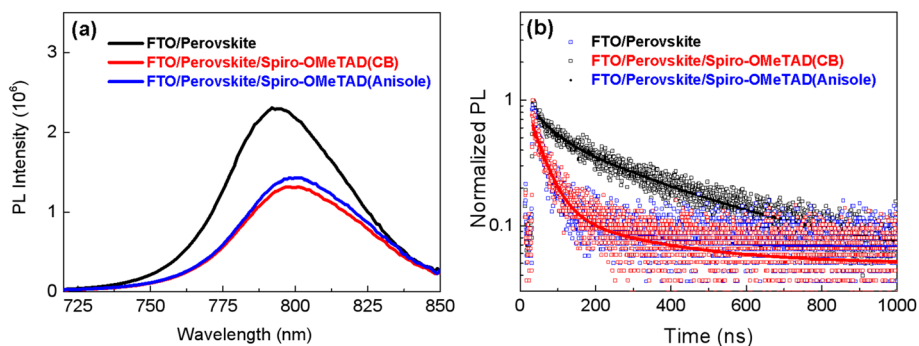 (a)
FTO/Perovskite
FTO/Perovskite/Spiro-OMeTAD(CB)
FTO/Perovskite/Spiro-OMeTAD(Anisole)
PL Intensity (10⁶)
3
2
1
0
725
750
775
800
825
850
Wavelength (nm)
(b)
FTO/Perovskite
FTO/Perovskite/Spiro-OMeTAD(CB)
FTO/Perovskite/Spiro-OMeTAD(Anisole)
Normalized PL
1
0.1
0
200
400
600
800
1000
Time (ns)